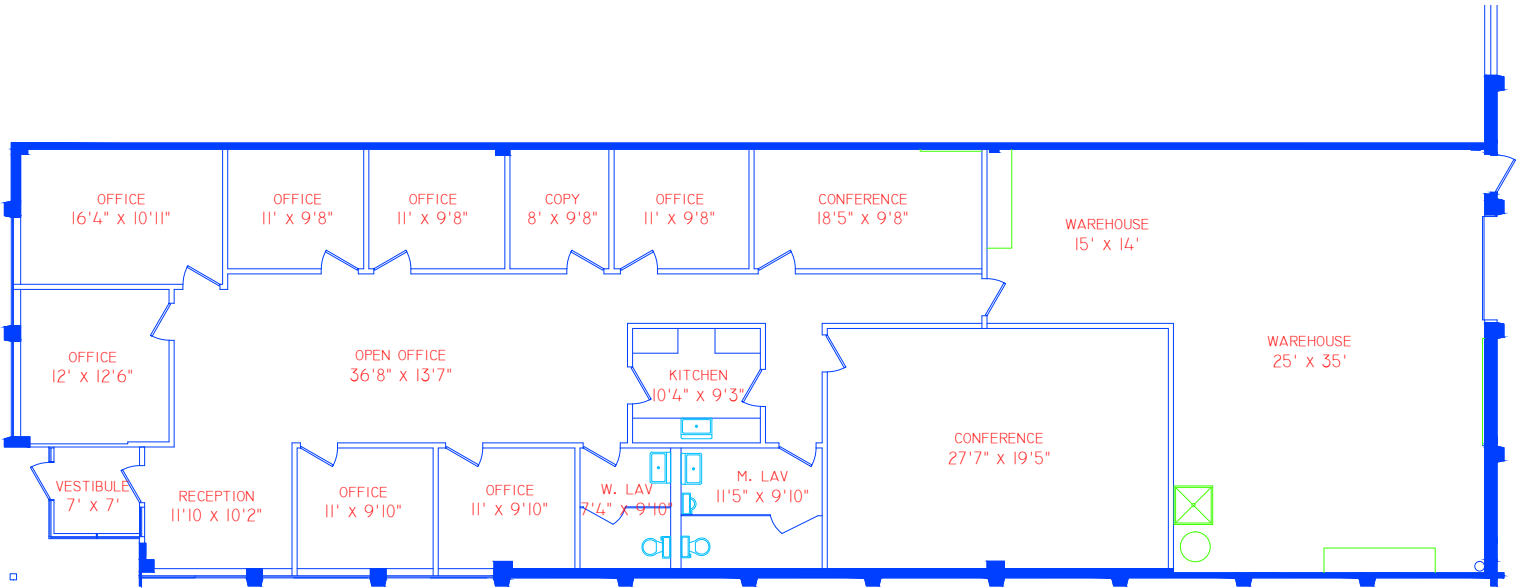 OFFICE
16'4" X 10'11"
OFFICE
11' X 9'8"
OFFICE
11' X 9'8"
COPY
8' X 9'8"
OFFICE
11' X 9'8"
CONFERENCE
18'5" X 9'8"
WAREHOUSE
15' X 14'
OFFICE
12' X 12'6"
OPEN OFFICE
36'8" X 13'7"
KITCHEN
10'4" X 9'3"
WAREHOUSE
25' X 35'
VESTIBULE
7' X 7'
RECEPTION
11'10 X 10'2"
OFFICE
11' X 9'10"
OFFICE
11' X 9'10"
W. LAV
7'4" X 9'10"
M. LAV
11'5" X 9'10"
CONFERENCE
27'7" X 19'5"